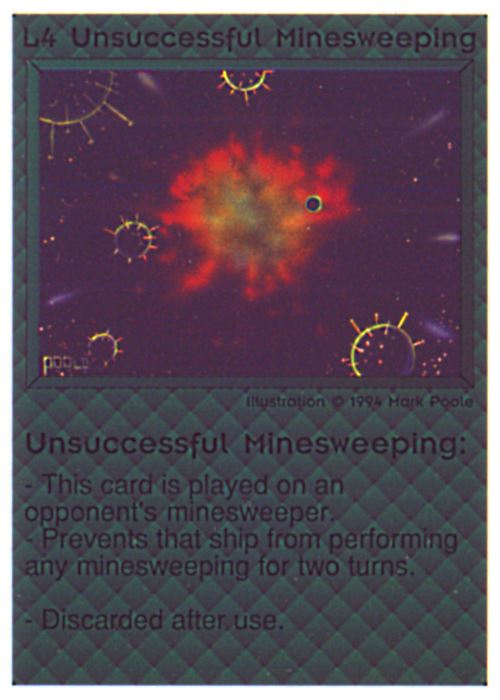 L4 Unsuccessful Minesweeping
POOLE
Illustration © 1994 Mark Poole
Unsuccessful Minesweeping:
- This card is played on an
opponent's minesweeper.
- Prevents that ship from performing
any minesweeping for two turns.
- Discarded after use.